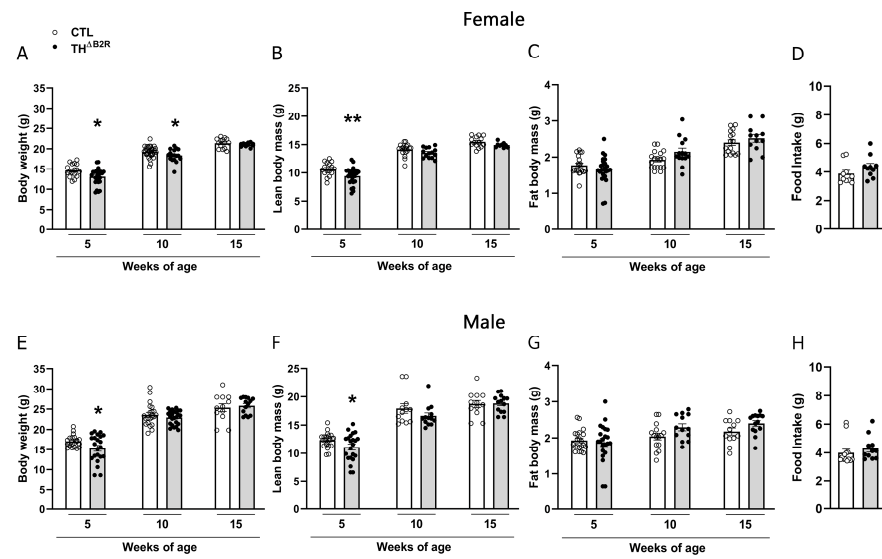 Female
○ CTL
● TH^ΔB2R
A
B
C
D
Body weight (g)
35
30
25
20
15
10
5
0
*
*
5 10 15
Weeks of age
Lean body mass (g)
25
20
15
10
5
0
**
5 10 15
Weeks of age
Fat body mass (g)
4
3
2
1
0
5 10 15
Weeks of age
Food Intake (g)
10
8
6
4
2
0
Male
E
F
G
H
Body weight (g)
35
30
25
20
15
10
5
0
*
5 10 15
Weeks of age
Lean body mass (g)
25
20
15
10
5
0
*
5 10 15
Weeks of age
Fat body mass (g)
4
3
2
1
0
5 10 15
Weeks of age
Food Intake (g)
10
8
6
4
2
0